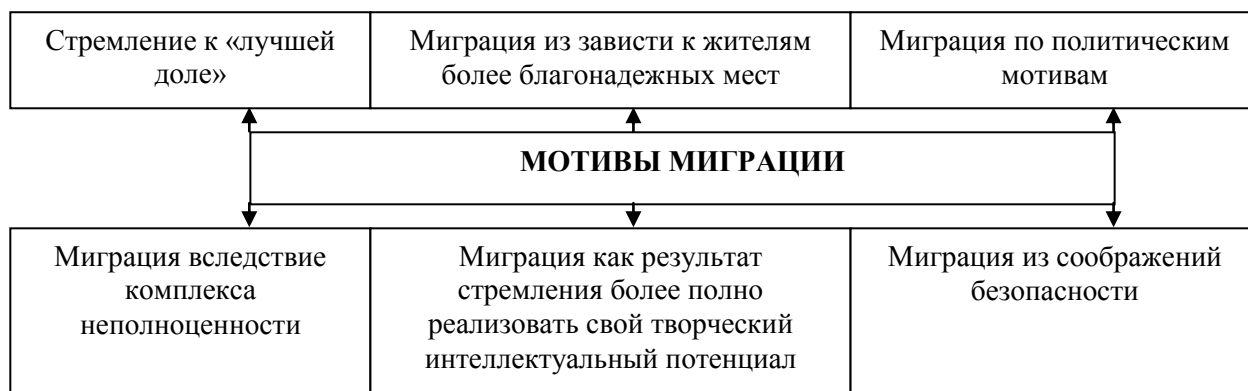 Стремление к «лучшей
доле»
Миграция из зависти к жителям
более благонадежных мест
Миграция по политическим
мотивам
МОТИВЫ МИГРАЦИИ
Миграция вследствие
комплекса
неполноценности
Миграция как результат
стремления более полно
реализовать свой творческий
интеллектуальный потенциал
Миграция из соображений
безопасности